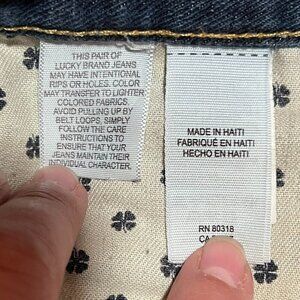 THIS PAIR OF
LUCKY BRAND JEANS
MAY HAVE INTENTIONAL
RIPS OR HOLES. COLOR
MAY TRANSFER TO LIGHTER
COLORED FABRICS.
AVOID PULLING UP BY
BELT LOOPS, SIMPLY
FOLLOW THE CARE
INSTRUCTIONS TO
ENSURE THAT YOUR
JEANS MAINTAIN THEIR
INDIVIDUAL CHARACTER.
MADE IN HAITI
FABRIQUÉ EN HAITI
HECHO EN HAITI
RN 80318